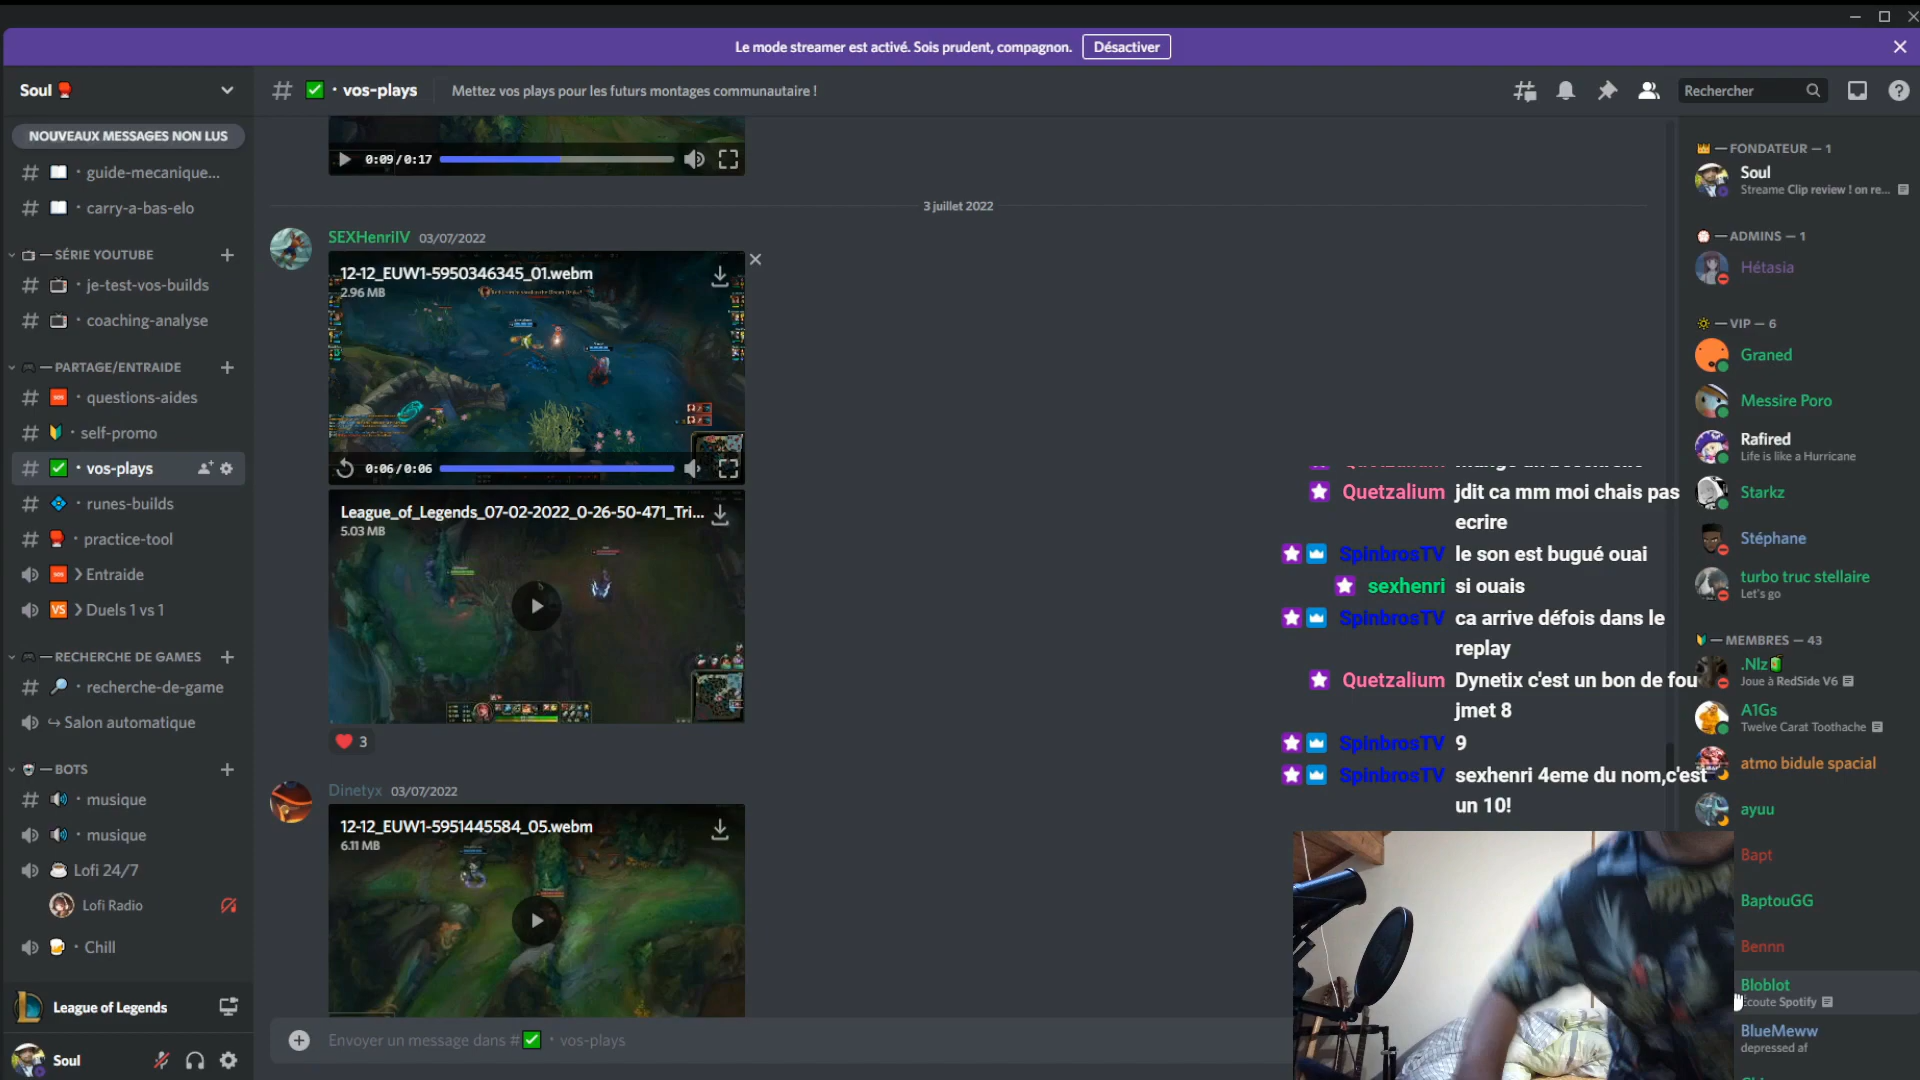 Le mode streamer est activé. Sois prudent, compagnon. Désactiver
Soul
NOUVEAUX MESSAGES NON LUS
guide-mecanique...
carry-a-bas-elo
SÉRIE YOUTUBE
je-test-vos-builds
coaching-analyse
PARTAGE/ENTRAIDE
questions-aides
self-promo
vos-plays
runes-builds
practice-tool
Entraide
VS Duels 1 vs 1
RECHERCHE DE GAMES
recherche-de-game
Salon automatique
BOTS
musique
musique
Lofi 24/7
Lofi Radio
Chill
League of Legends
Soul
vos-plays Mettez vos plays pour les futurs montages communautaire !
Rechercher
0:09/0:17
3 juillet 2022
SEXHenriIV 03/07/2022
12-12_EUW1-5950346345_01.webm
2.96 MB
0:06/0:06
League_of_Legends_07-02-2022_0-26-50-471_Tri...
5.03 MB
3
Dinetyx 03/07/2022
12-12_EUW1-5951445584_05.webm
6.11 MB
Envoyer un message dans # vos-plays
Quetzalium jdit ca mm moi chais pas
ecrire
SpinbrosTV le son est bugué ouai
sexhenri si ouais
SpinbrosTV ca arrive défois dans le
replay
Quetzalium Dynetix c'est un bon de fou
jmet 8
SpinbrosTV 9
SpinbrosTV sexhenri 4eme du nom,c'est
un 10!
FONDATEUR — 1
Soul
Streame Clip review ! on re...
ADMINS — 1
Hétasia
VIP — 6
Graned
Messire Poro
Rafired
Life is like a Hurricane
Starkz
Stéphane
turbo truc stellaire
Let's go
MEMBRES — 43
.Nlz
Joue à RedSide V6
A1Gs
Twelve Carat Toothache
atmo bidule spacial
ayuu
Bapt
BaptouGG
Bennn
Bloblot
Écoute Spotify
BlueMeww
depressed af